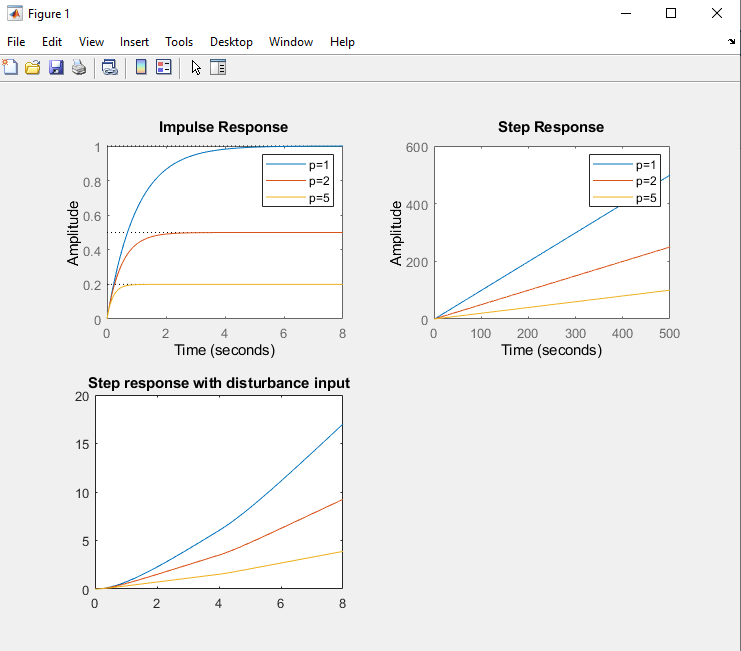 Figure 1
File Edit View Insert Tools Desktop Window Help
Impulse Response
1
0.8
0.6
0.4
0.2
0
Amplitude
p=1
p=2
p=5
0 2 4 6 8
Time (seconds)
Step Response
600
400
200
0
Amplitude
p=1
p=2
p=5
0 100 200 300 400 500
Time (seconds)
Step response with disturbance input
20
15
10
5
0
0 2 4 6 8